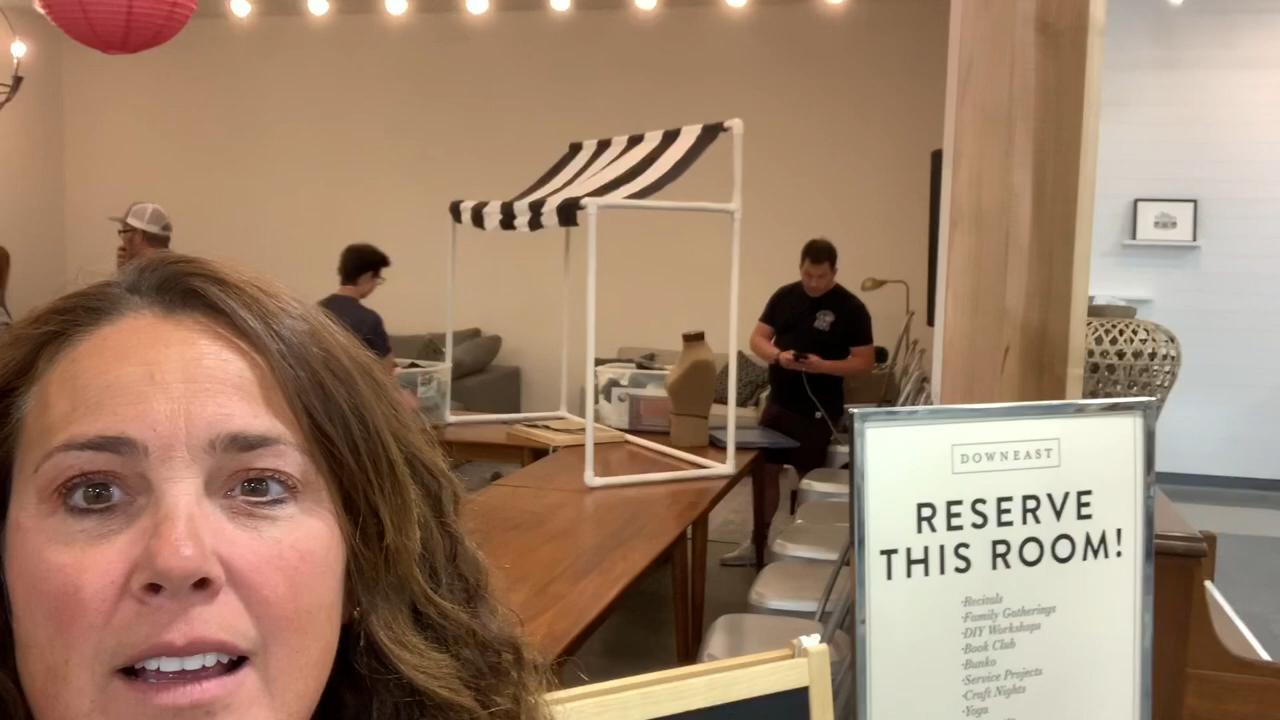 DOWNEAST
RESERVE
THIS ROOM!
·Recitals
·Family Gatherings
·DIY Workshops
·Book Club
·Bunko
·Service Projects
·Craft Nights
·Yoga